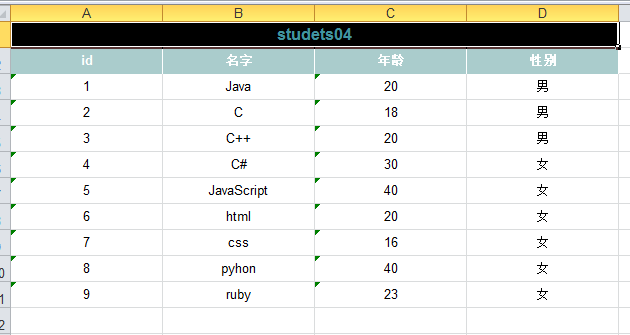 A B C D
studets04
id 名字 年龄 性别
1 Java 20 男
2 C 18 男
3 C++ 20 男
4 C# 30 女
5 JavaScript 40 女
6 html 20 女
7 css 16 女
8 pyhon 40 女
9 ruby 23 女